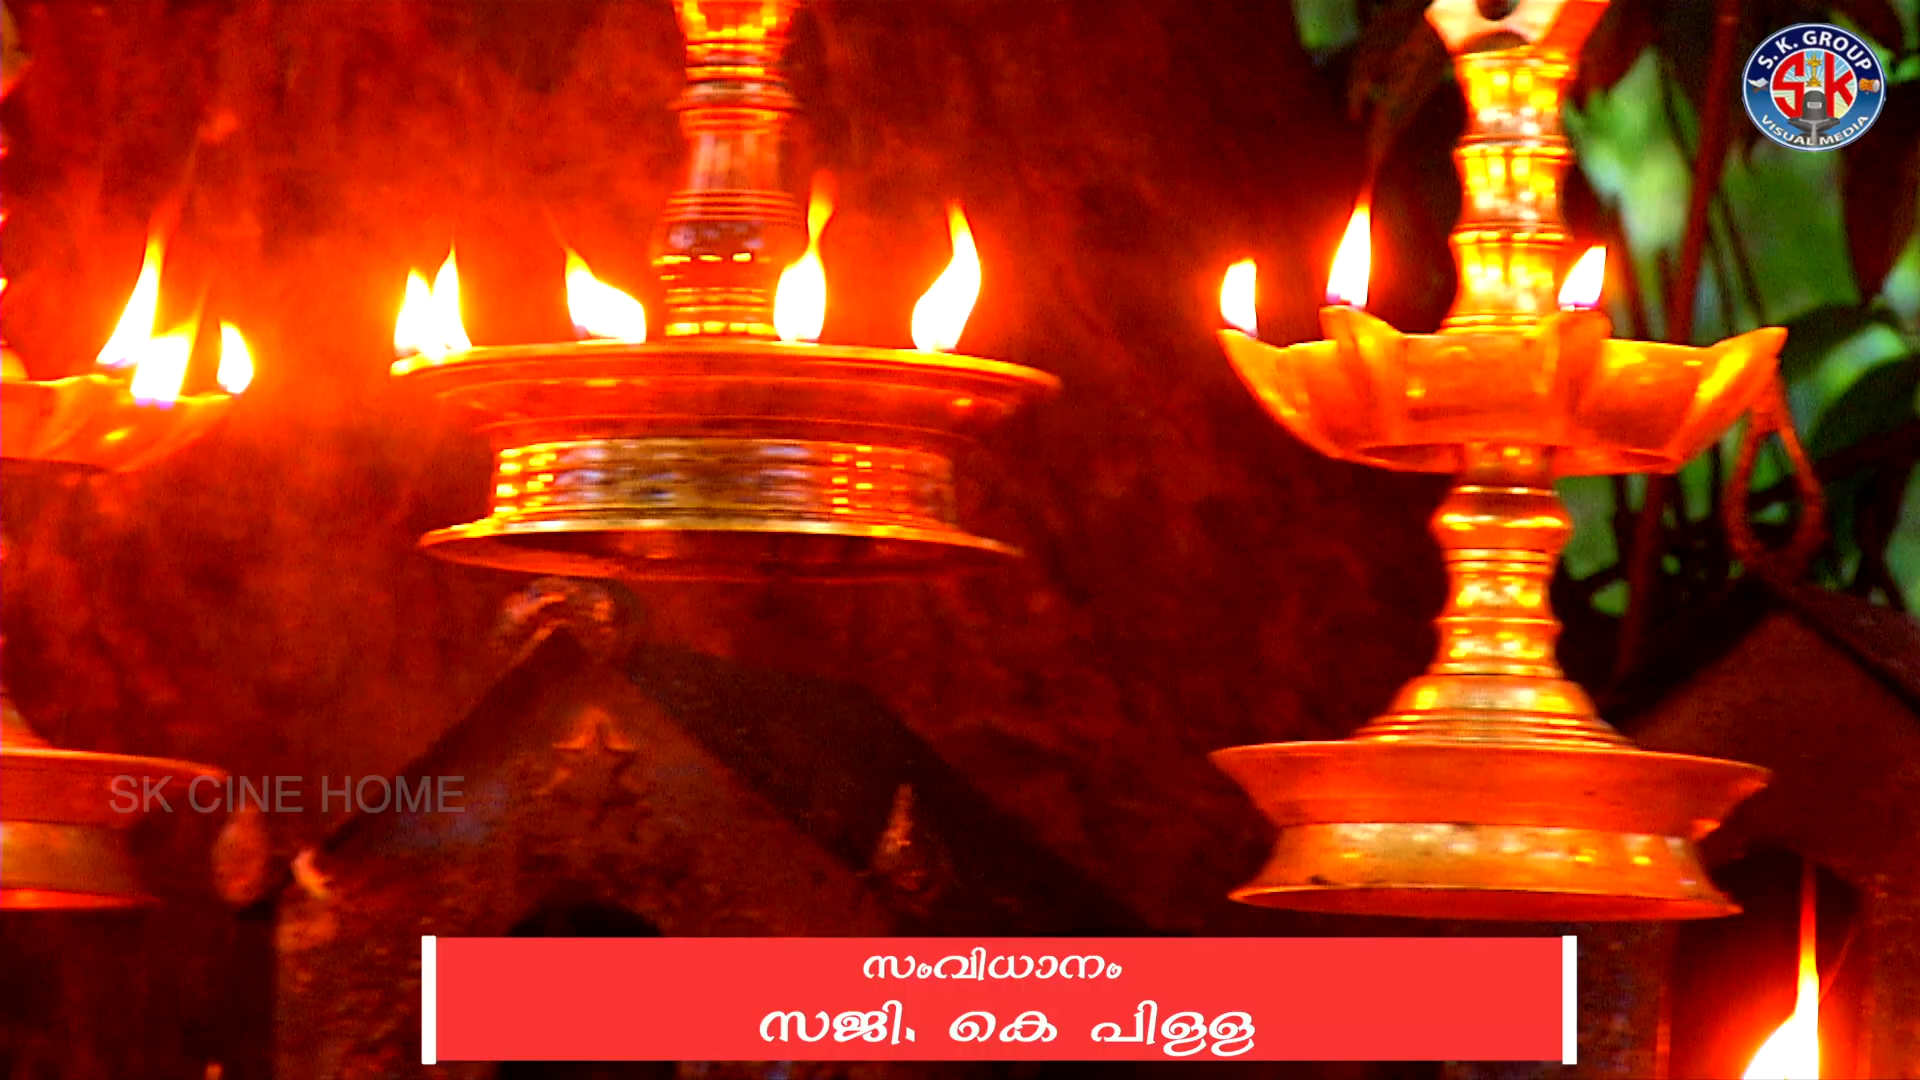 S. K. GROUP
SK
VISUAL MEDIA
SK CINE HOME
സംവിധാനം
സജി. കെ പിള്ള